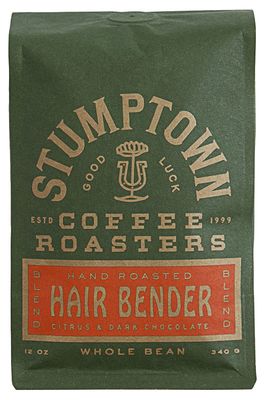 STUMPTOWN
GOOD LUCK
ESTD COFFEE 1999
ROASTERS
HAND ROASTED
BLEND HAIR BENDER BLEND
CITRUS & DARK CHOCOLATE
12 OZ WHOLE BEAN 340 G